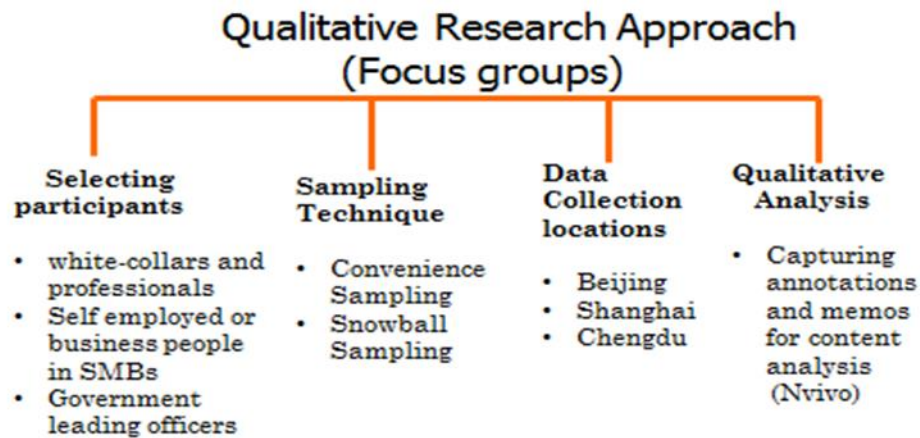 Qualitative Research Approach
(Focus groups)
Selecting
participants
• white-collars and
professionals
• Self employed or
business people
in SMBs
• Government
leading officers
Sampling
Technique
• Convenience
Sampling
• Snowball
Sampling
Data
Collection
locations
• Beijing
• Shanghai
• Chengdu
Qualitative
Analysis
• Capturing
annotations
and memos
for content
analysis
(Nvivo)